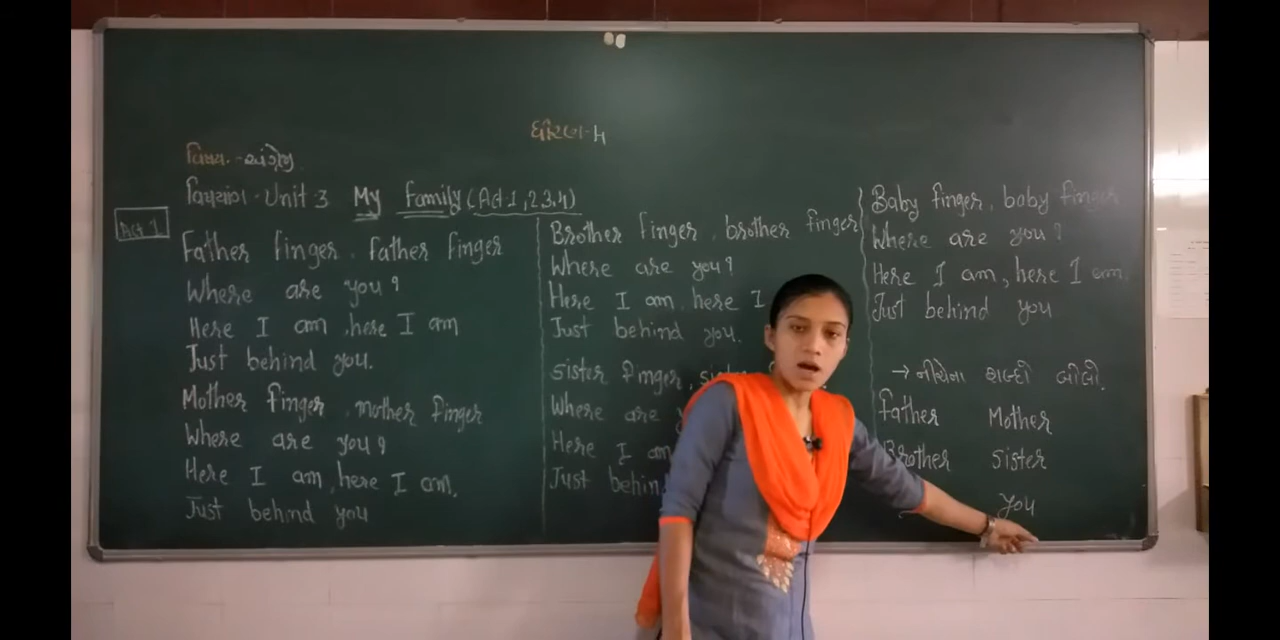 ધોરણ-૫
વિષય.-અંગ્રેજી
વિષયાંગ-Unit 3 My Family (Act 1, 2 3, 4)
Act 1
Father finger, father finger
Where are you?
Here I am, here I am
Just behind you.
Mother finger, mother finger
Where are you?
Here I am, here I am.
Just behind you
Brother finger, brother finger
Where are you?
Here I am, here I
Just behind you.
Sister finger, sister
Where are
Here I am
Just behind
Baby finger, baby finger
Where are you?
Here I am, here I am.
Just behind you
→ નીચેના શબ્દો બોલો.
father Mother
Brother sister
you